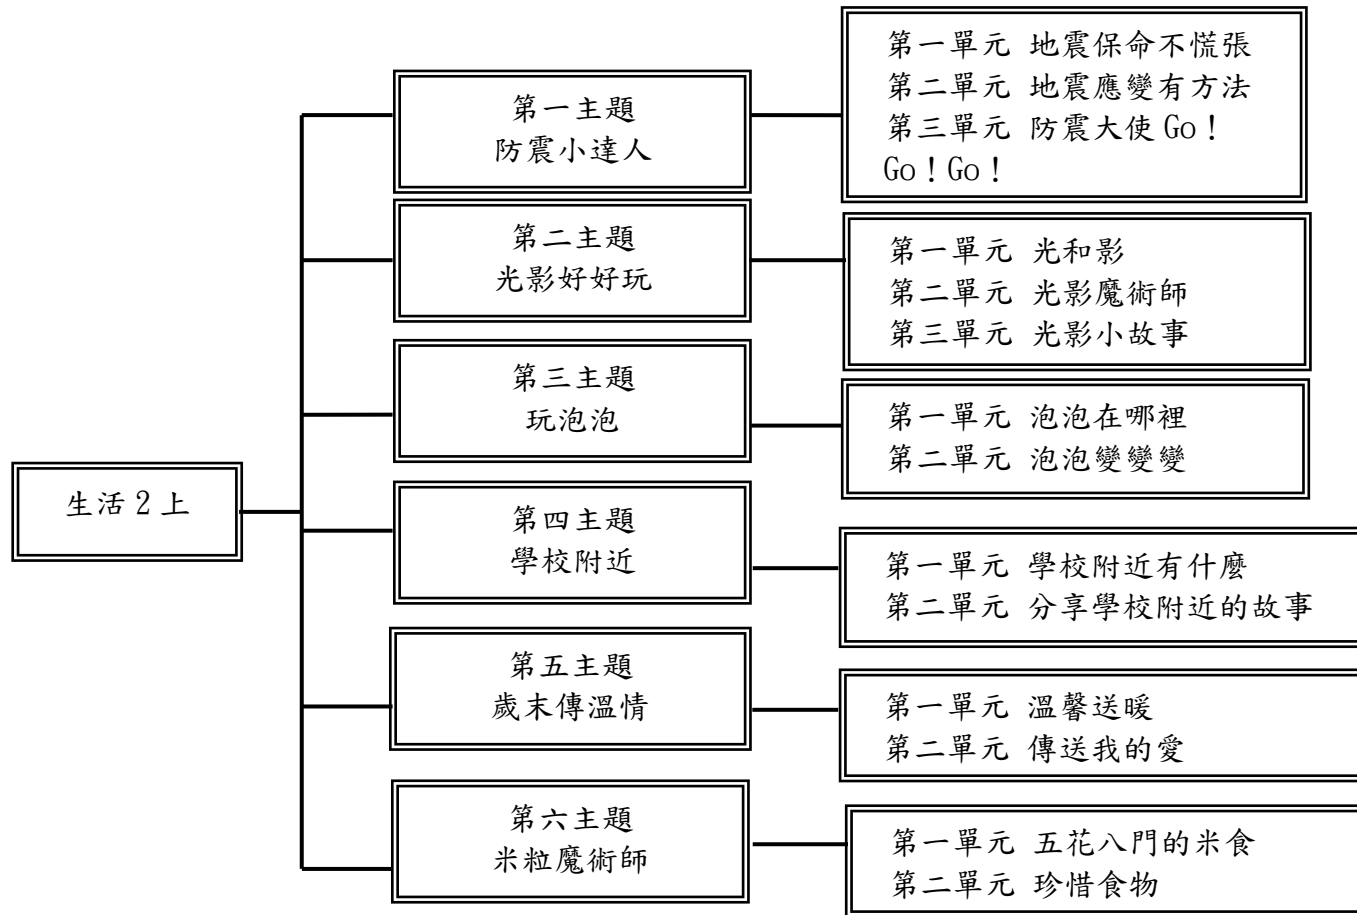 生活2上
第一主題
防震小達人
第一單元 地震保命不慌張
第二單元 地震應變有方法
第三單元 防震大使 Go！
Go！Go！
第二主題
光影好好玩
第一單元 光和影
第二單元 光影魔術師
第三單元 光影小故事
第三主題
玩泡泡
第一單元 泡泡在哪裡
第二單元 泡泡變變變
第四主題
學校附近
第一單元 學校附近有什麼
第二單元 分享學校附近的故事
第五主題
歲末傳溫情
第一單元 溫馨送暖
第二單元 傳送我的愛
第六主題
米粒魔術師
第一單元 五花八門的米食
第二單元 珍惜食物